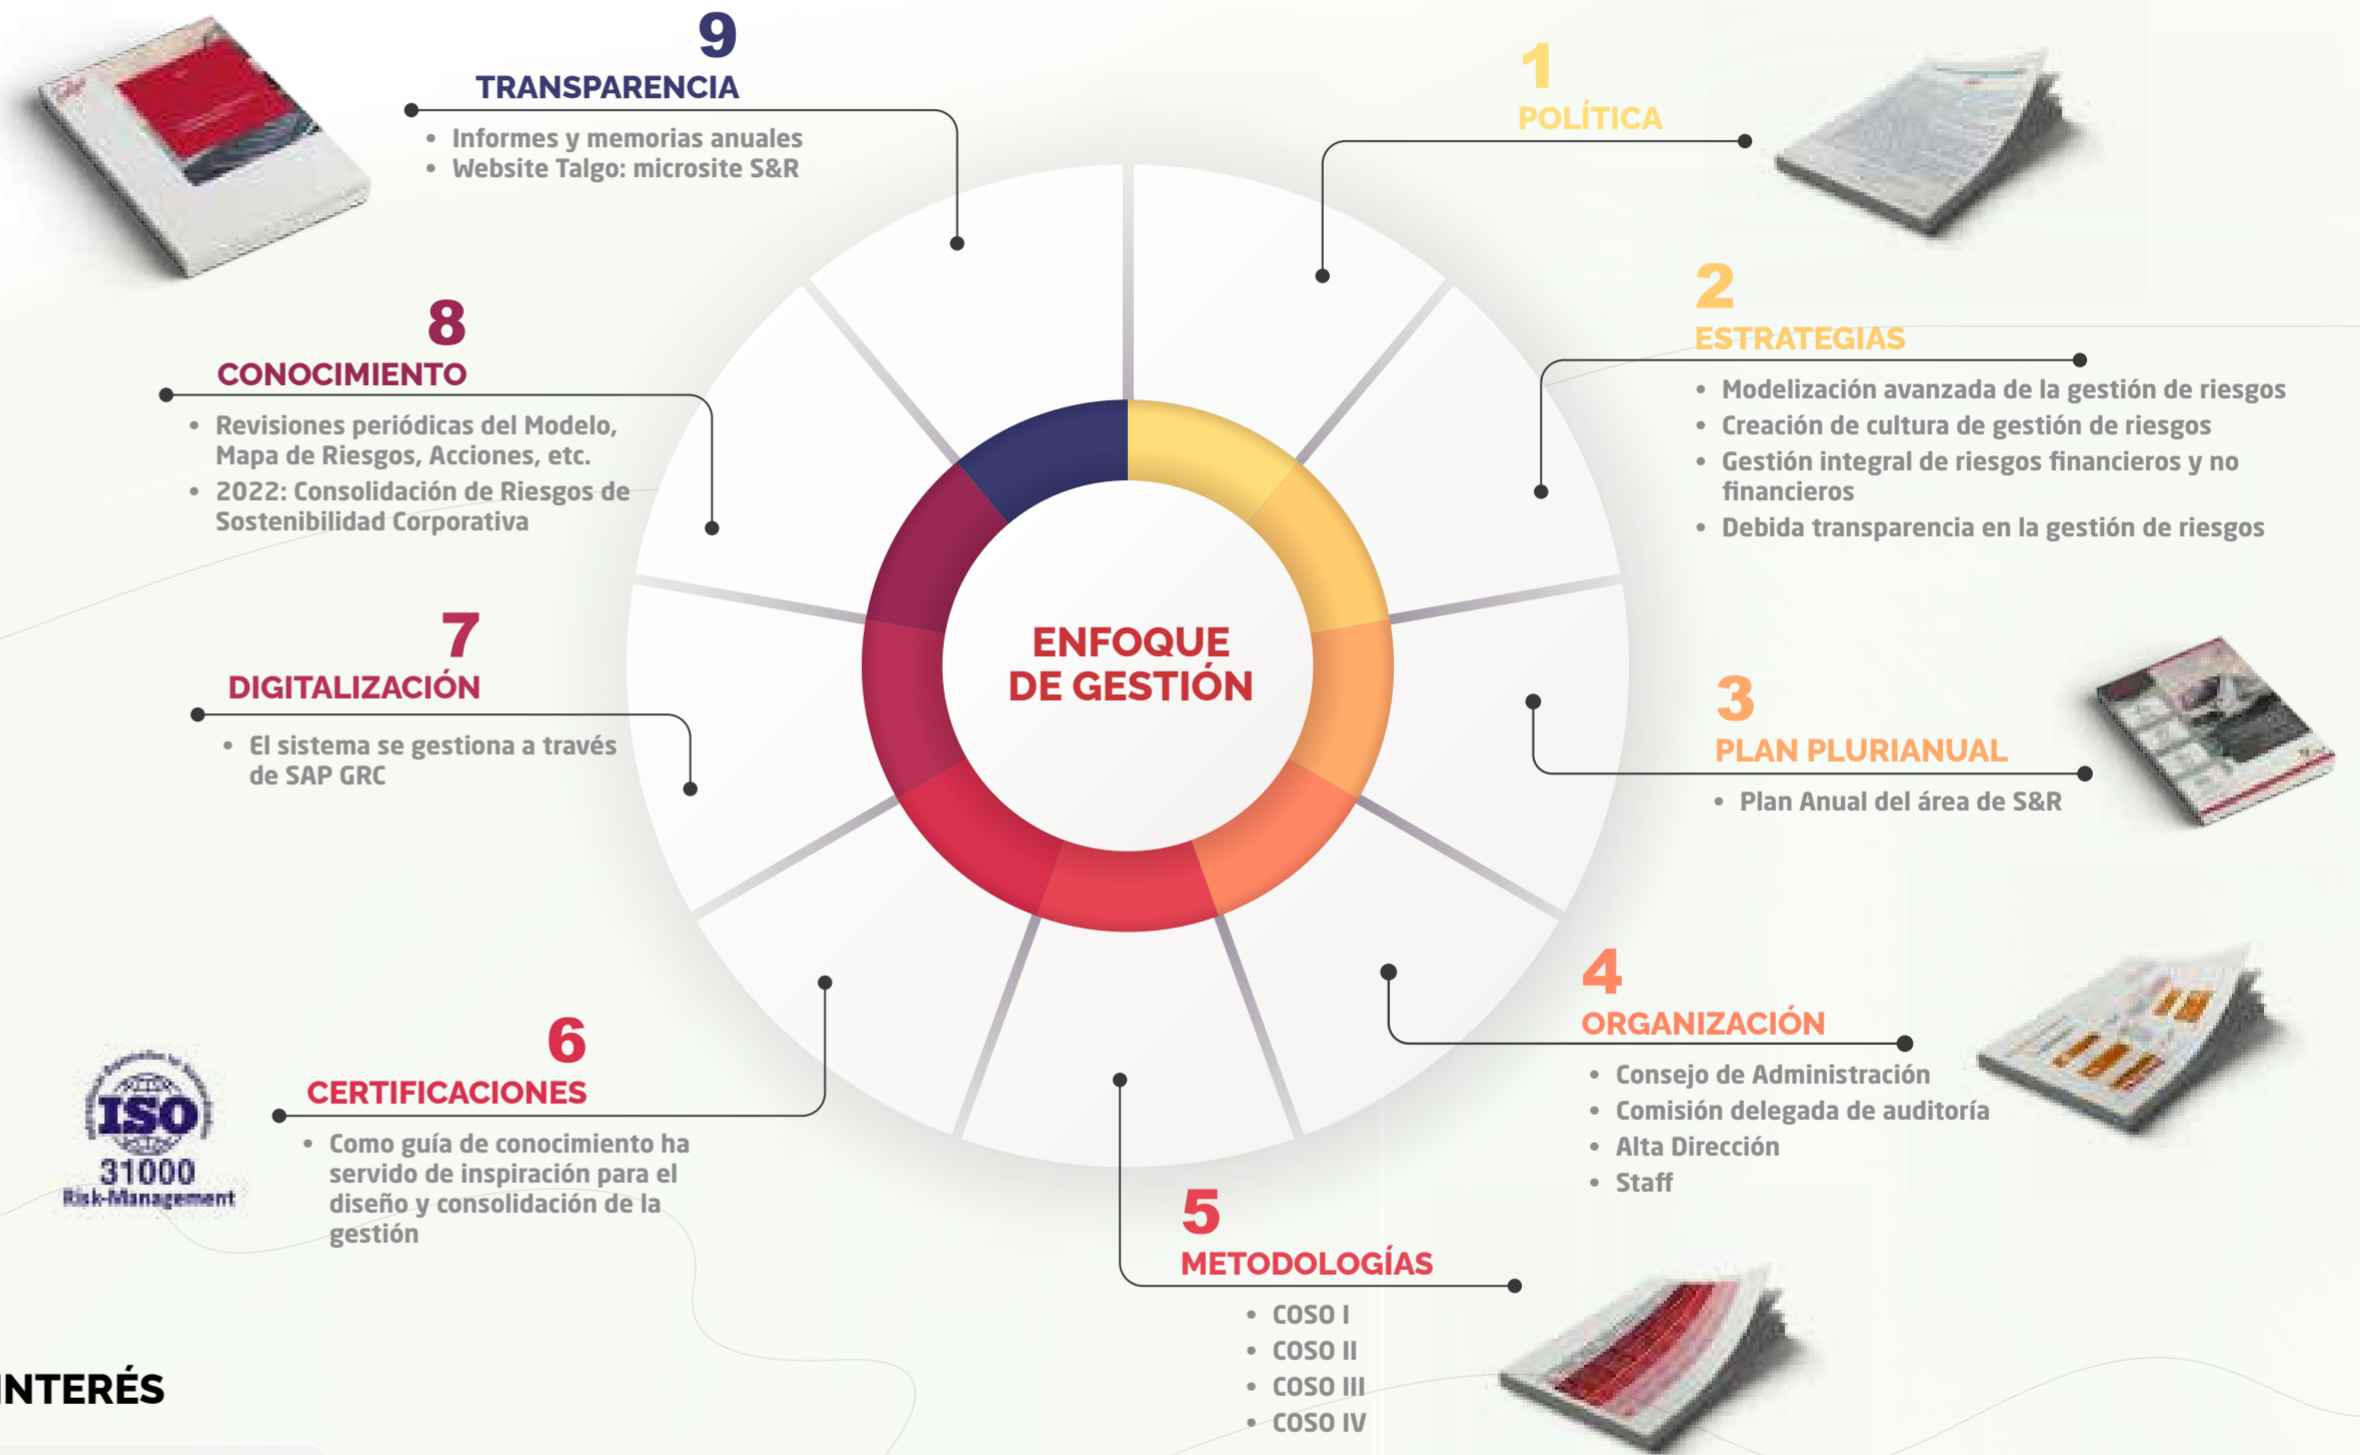 9
TRANSPARENCIA
• Informes y memorias anuales
• Website Talgo: microsite S&R
1
POLÍTICA
2
ESTRATEGIAS
• Modelización avanzada de la gestión de riesgos
• Creación de cultura de gestión de riesgos
• Gestión integral de riesgos financieros y no
financieros
• Debida transparencia en la gestión de riesgos
8
CONOCIMIENTO
• Revisiones periódicas del Modelo,
Mapa de Riesgos, Acciones, etc.
• 2022: Consolidación de Riesgos de
Sostenibilidad Corporativa
7
DIGITALIZACIÓN
• El sistema se gestiona a través
de SAP GRC
ENFOQUE
DE GESTIÓN
3
PLAN PLURIANUAL
• Plan Anual del área de S&R
4
ORGANIZACIÓN
• Consejo de Administración
• Comisión delegada de auditoría
• Alta Dirección
• Staff
6
CERTIFICACIONES
• Como guía de conocimiento ha
servido de inspiración para el
diseño y consolidación de la
gestión
ISO
31000
Risk-Management
5
METODOLOGÍAS
• COSO I
• COSO II
• COSO III
• COSO IV
INTERÉS